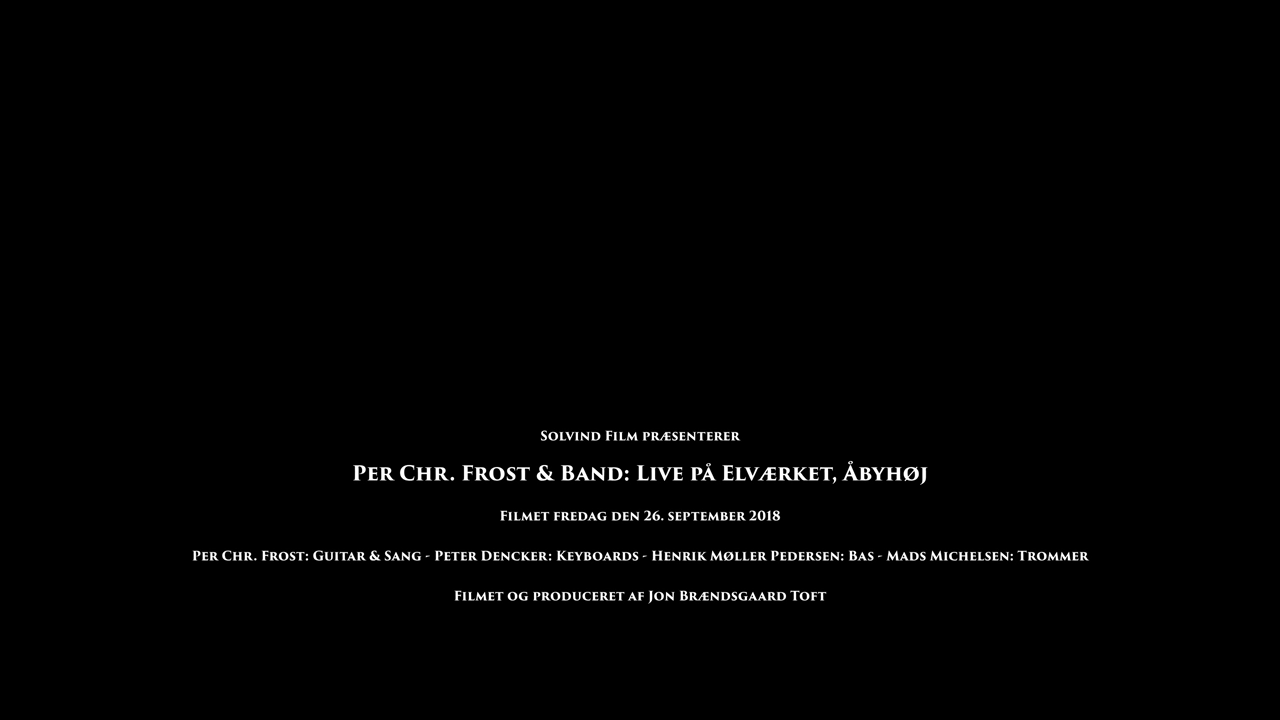 Solvind Film præsenterer
Per Chr. Frost & Band: Live på Elværket, Åbyhøj
Filmet fredag den 26. september 2018
Per Chr. Frost: Guitar & Sang - Peter Dencker: Keyboards - Henrik Møller Pedersen: Bas - Mads Michelsen: Trommer
Filmet og produceret af Jon Brændsgaard Toft